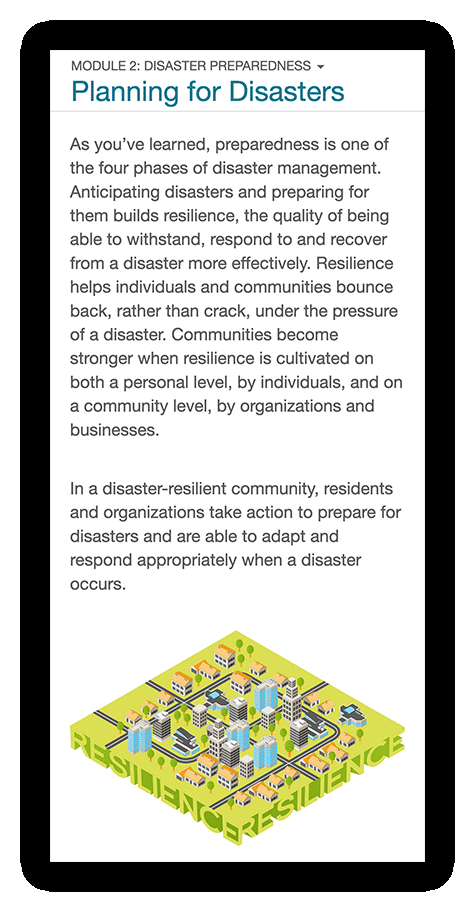 MODULE 2: DISASTER PREPAREDNESS
Planning for Disasters
As you’ve learned, preparedness is one of
the four phases of disaster management.
Anticipating disasters and preparing for
them builds resilience, the quality of being
able to withstand, respond to and recover
from a disaster more effectively. Resilience
helps individuals and communities bounce
back, rather than crack, under the pressure
of a disaster. Communities become
stronger when resilience is cultivated on
both a personal level, by individuals, and on
a community level, by organizations and
businesses.
In a disaster-resilient community, residents
and organizations take action to prepare for
disasters and are able to adapt and
respond appropriately when a disaster
occurs.
RESILIENCE
RESILIENCE